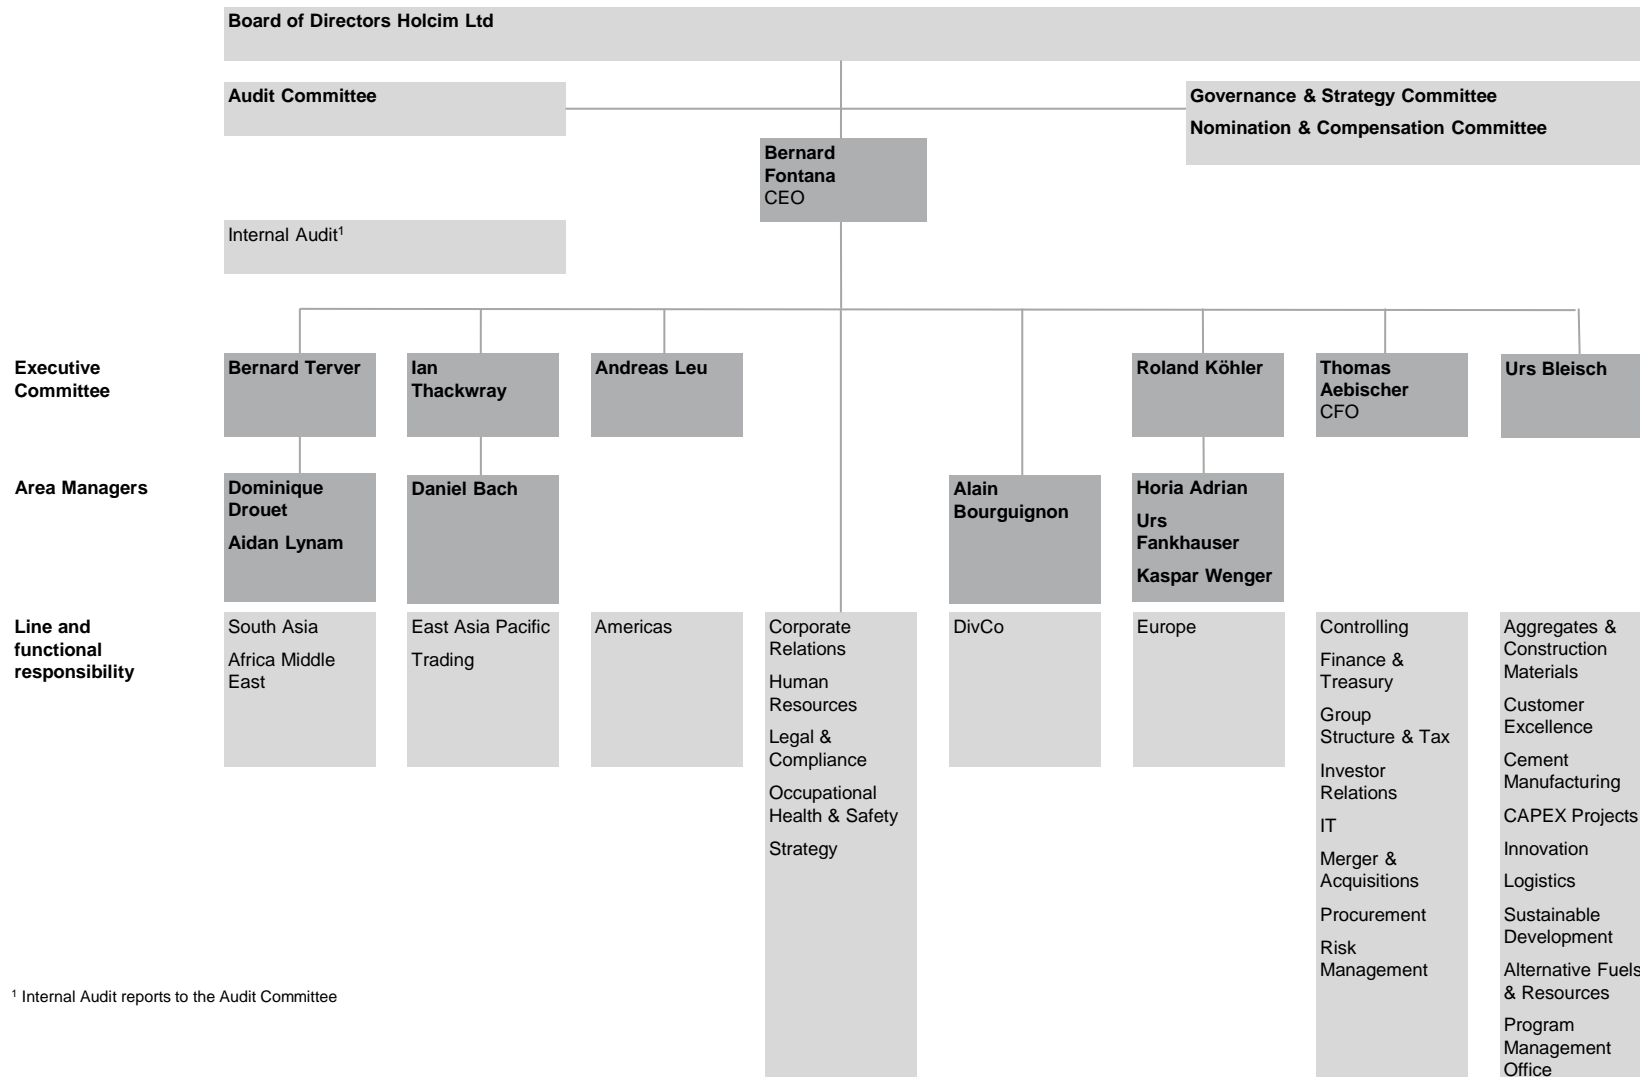 Board of Directors Holcim Ltd
Audit Committee
Governance & Strategy Committee
Nomination & Compensation Committee
Bernard
Fontana
CEO
Internal Audit¹
Executive
Committee
Bernard Terver
Ian
Thackwray
Andreas Leu
Roland Köhler
Thomas
Aebischer
CFO
Urs Bleisch
Area Managers
Dominique
Drouet
Aidan Lynam
Daniel Bach
Alain
Bourguignon
Horia Adrian
Urs
Fankhauser
Kaspar Wenger
Line and
functional
responsibility
South Asia
Africa Middle
East
East Asia Pacific
Trading
Americas
Corporate
Relations
Human
Resources
Legal &
Compliance
Occupational
Health & Safety
Strategy
DivCo
Europe
Controlling
Finance &
Treasury
Group
Structure & Tax
Investor
Relations
IT
Merger &
Acquisitions
Procurement
Risk
Management
Aggregates &
Construction
Materials
Customer
Excellence
Cement
Manufacturing
CAPEX Projects
Innovation
Logistics
Sustainable
Development
Alternative Fuels
& Resources
Program
Management
Office
¹ Internal Audit reports to the Audit Committee